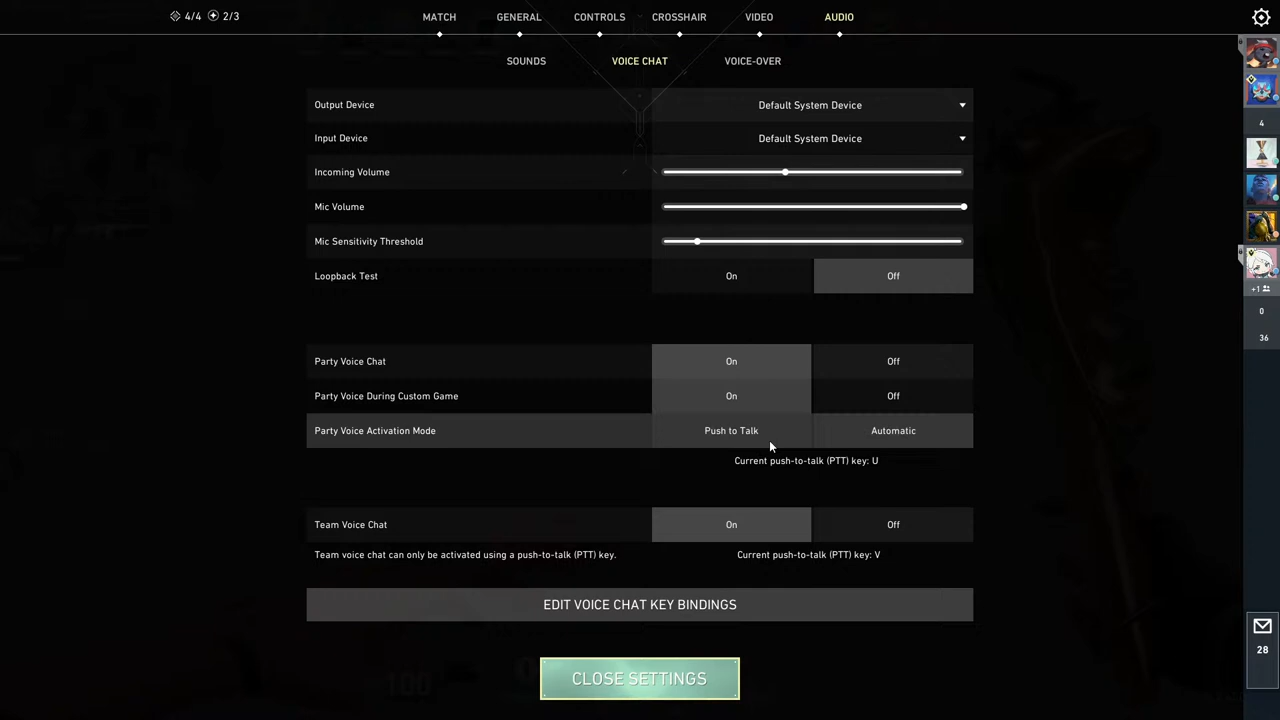 4/4 2/3
MATCH GENERAL CONTROLS CROSSHAIR VIDEO AUDIO
SOUNDS VOICE CHAT VOICE-OVER
Output Device Default System Device
Input Device Default System Device
4
Incoming Volume
Mic Volume
Mic Sensitivity Threshold
Loopback Test On Off
+1
0
36
Party Voice Chat On Off
Party Voice During Custom Game On Off
Party Voice Activation Mode Push to Talk Automatic
Current push-to-talk (PTT) key: U
Team Voice Chat On Off
Team voice chat can only be activated using a push-to-talk (PTT) key. Current push-to-talk (PTT) key: V
EDIT VOICE CHAT KEY BINDINGS
28
CLOSE SETTINGS
100